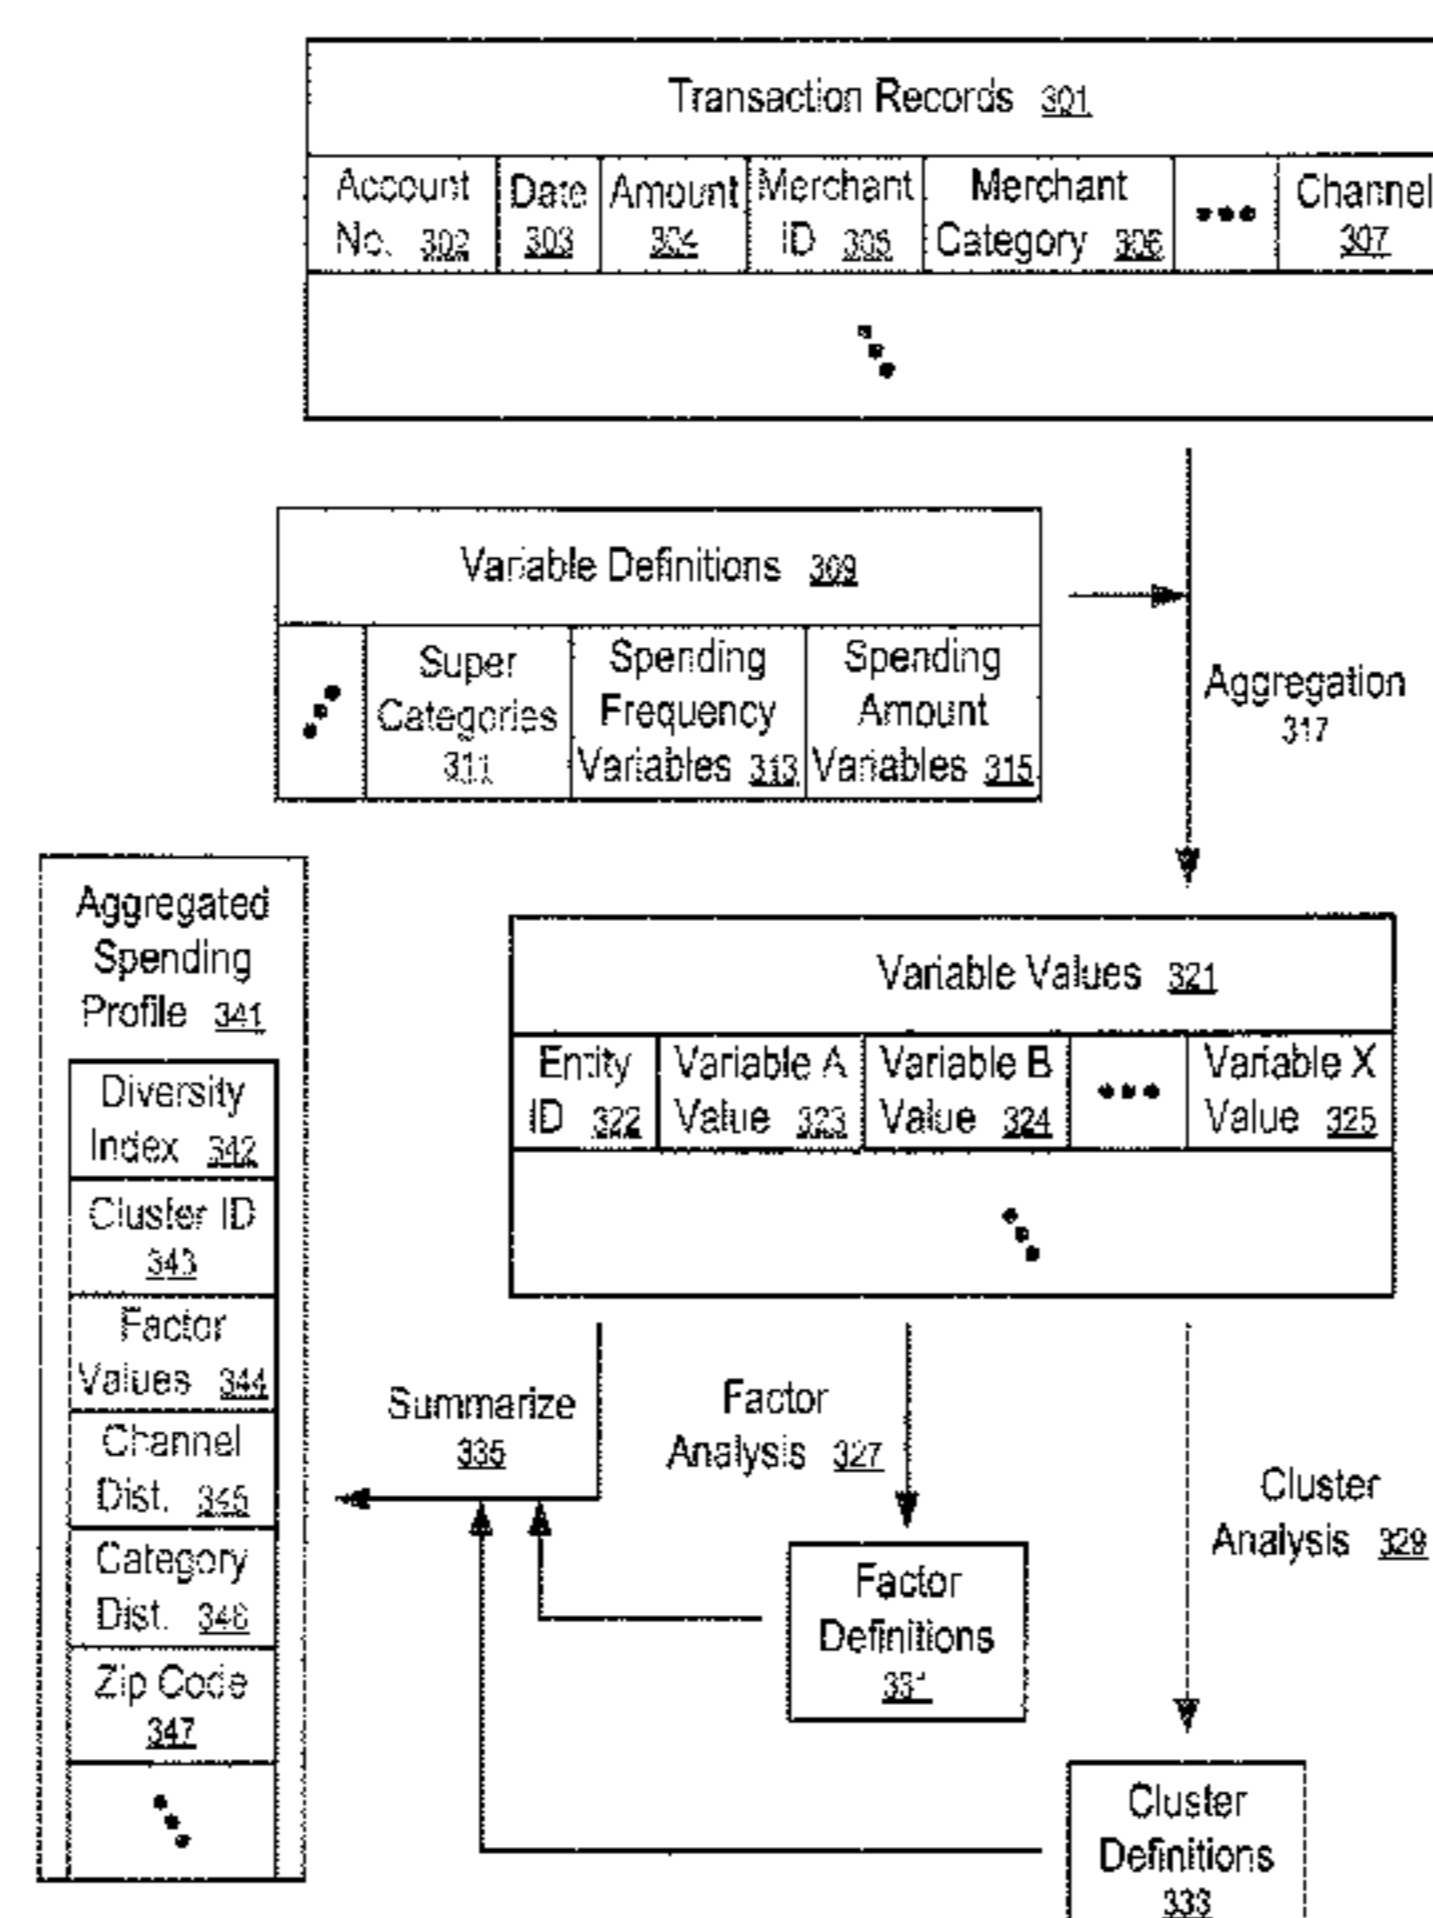 Transaction Records 301
Account
No. 302
Date
303
Amount
304
Merchant
ID 305
Merchant
Category 306
•••
Channel
307
Variable Definitions 309
Super
Categories
311
Spending
Frequency
Variables 313
Spending
Amount
Variables 315
Aggregation
317
Aggregated
Spending
Profile 341
Diversity
Index 342
Cluster ID
343
Factor
Values 344
Channel
Dist. 345
Category
Dist. 346
Zip Code
347
Variable Values 321
Entity
ID 322
Variable A
Value 323
Variable B
Value 324
•••
Variable X
Value 325
Summarize
335
Factor
Analysis 327
Cluster
Analysis 329
Factor
Definitions
331
Cluster
Definitions
333